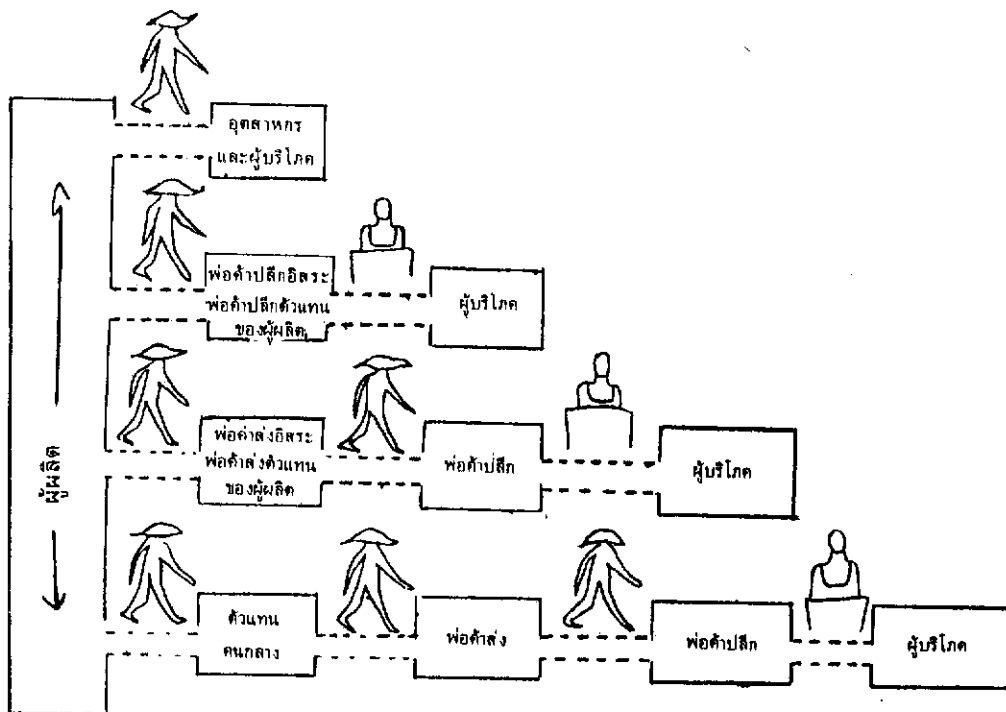 อุตสาหกร
และผู้บริโภค
พ่อค้าปลีกอิสระ
พ่อค้าปลีกตัวแทน
ของผู้ผลิต
ผู้บริโภค
พ่อค่าส่งอิสระ
พ่อค้าส่งตัวแทน
ของผู้ผลิต
พ่อค้าปลีก
ผู้บริโภค
ผู้ผลิต
ตัวแทน
คนกลาง
พ่อค้าส่ง
พ่อค้าปลีก
ผู้บริโภค